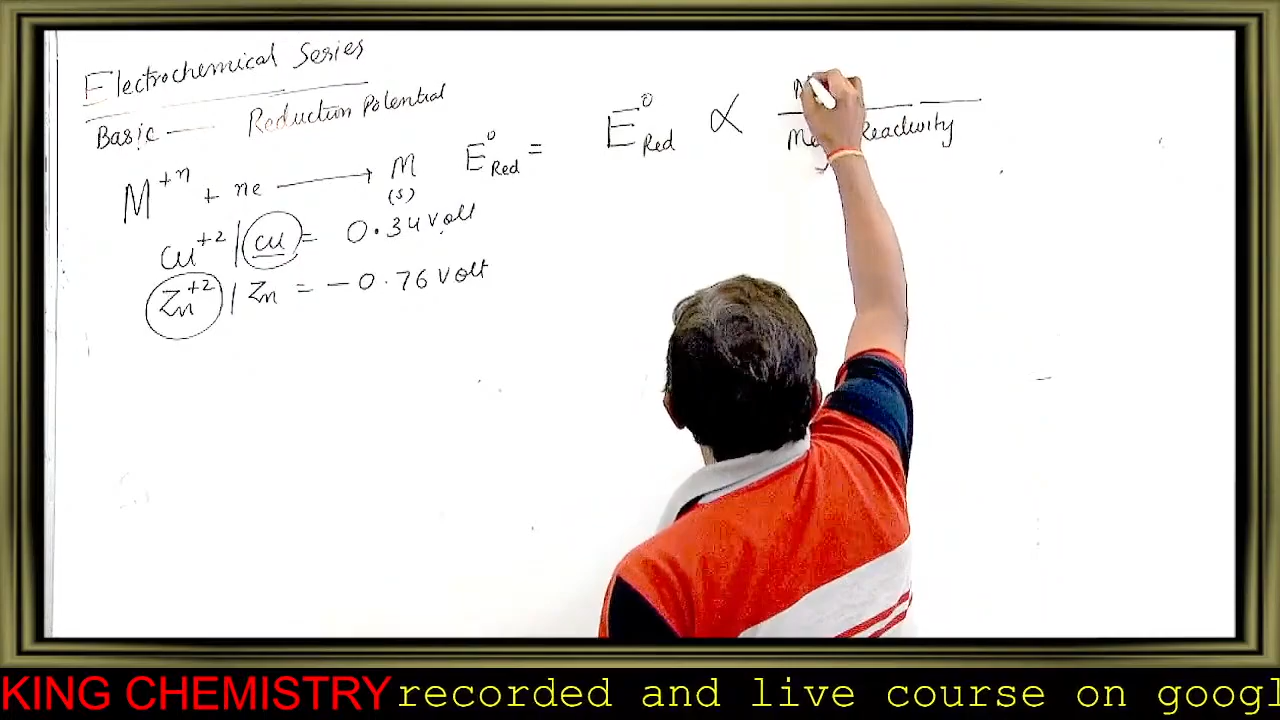 Electrochemical Series
Basic — Reduction Potential
M+n + ne ⟶ M (s) E°Red =
Cu+2 | Cu = 0.34 volt
Zn+2 | Zn = -0.76 volt
E°Red ∝
Reactivity
KING CHEMISTRY recorded and live course on googl